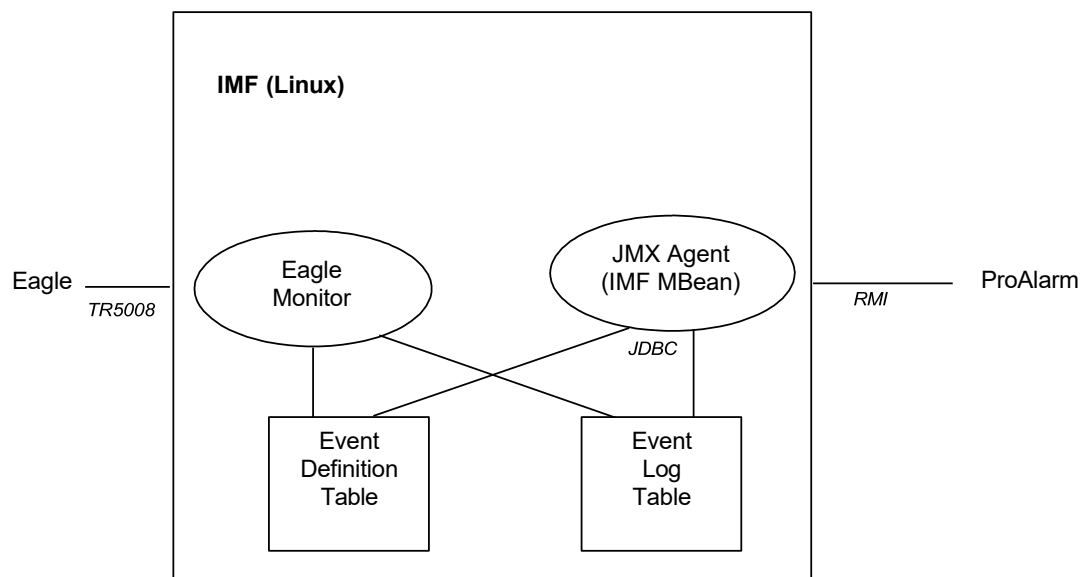 IMF (Linux)
Eagle
TR5008
Eagle
Monitor
JMX Agent
(IMF MBean)
RMI
ProAlarm
JDBC
Event
Definition
Table
Event
Log
Table